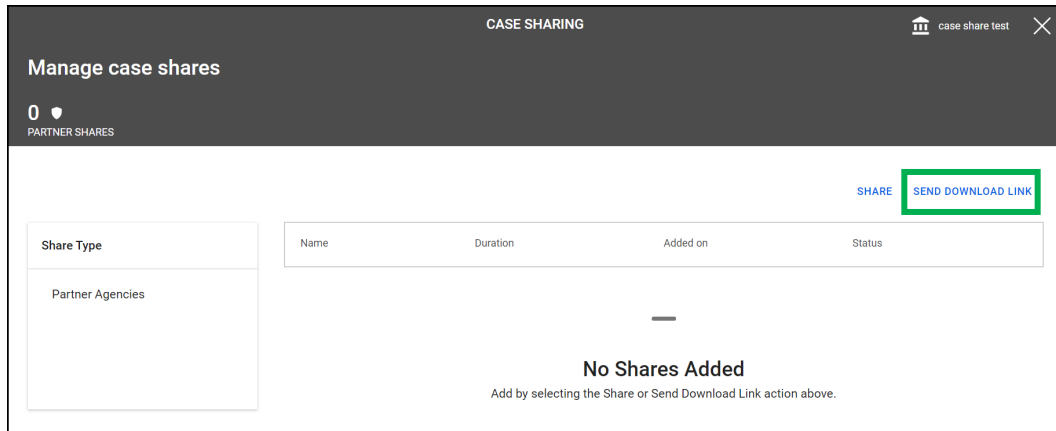 CASE SHARING
case share test
Manage case shares
0
PARTNER SHARES
SHARE
SEND DOWNLOAD LINK
Share Type
Name
Duration
Added on
Status
Partner Agencies
No Shares Added
Add by selecting the Share or Send Download Link action above.